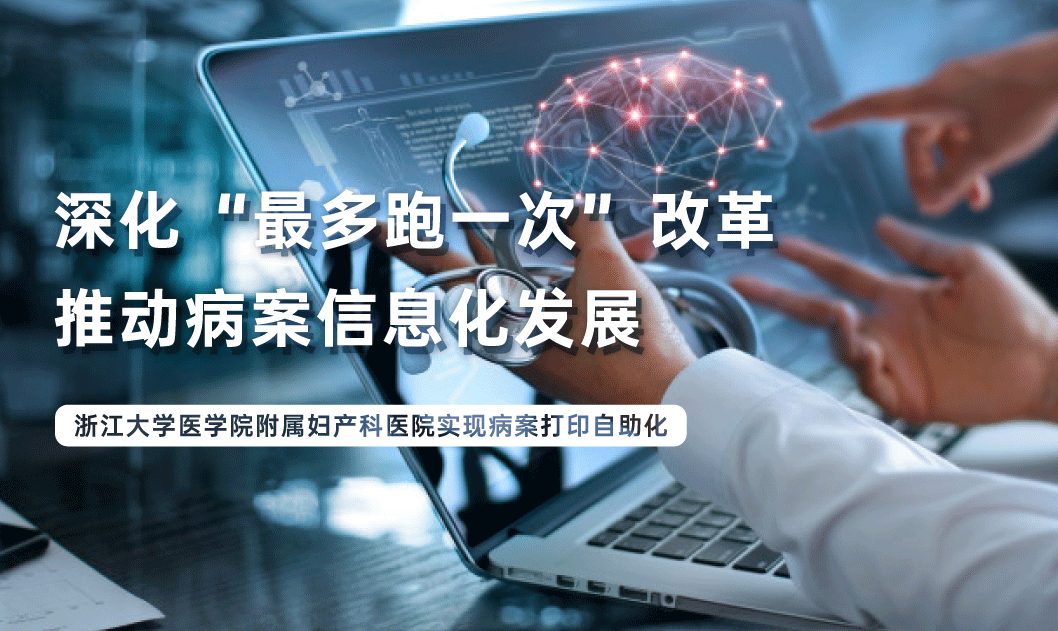 Brain analysis
深化“最多跑一次”改革
推动病案信息化发展
浙江大学医学院附属妇产科医院实现病案打印自助化